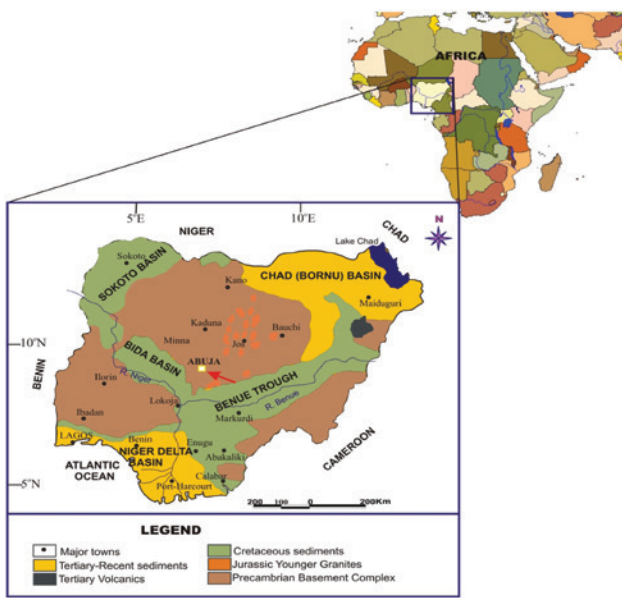 AFRICA
5°E
10°E
NIGER
CHAD
N
Lake Chad
Sokoto
SOKOTO BASIN
Kano
CHAD (BORNU) BASIN
Maiduguri
Kaduna
Minna
Jos
Bauchi
10°N
BENIN
BIDA BASIN
ABUJA
Ilorin
R. Niger
BENUE TROUGH
R. Benue
Lokoja
Markurdi
Ibadan
LAGOS
Benin
Enugu
NIGER DELTA
BASIN
Abakaliki
CAMEROON
ATLANTIC
OCEAN
Calabar
Port-Harcourt
5°N
200 100 0 200Km
LEGEND
Major towns
Cretaceous sediments
Tertiary-Recent sediments
Jurassic Younger Granites
Tertiary Volcanics
Precambrian Basement Complex